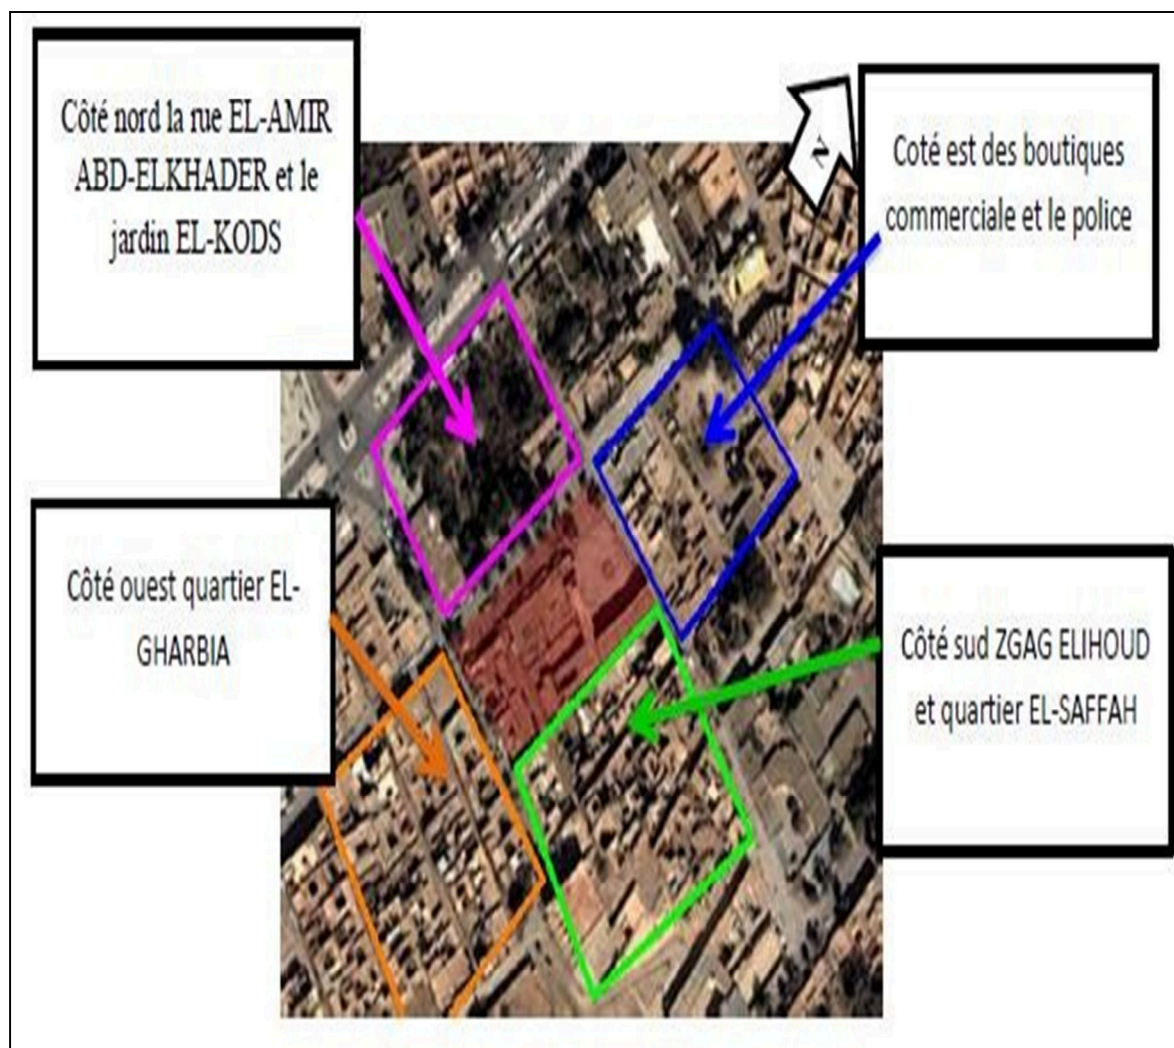 Côté nord la rue EL-AMIR
ABD-ELKHADER et le
jardin EL-KODS
N
Coté est des boutiques
commerciale et le police
Côté ouest quartier EL-
GHARBIA
Côté sud ZGAG ELIHOUD
et quartier EL-SAFFAH